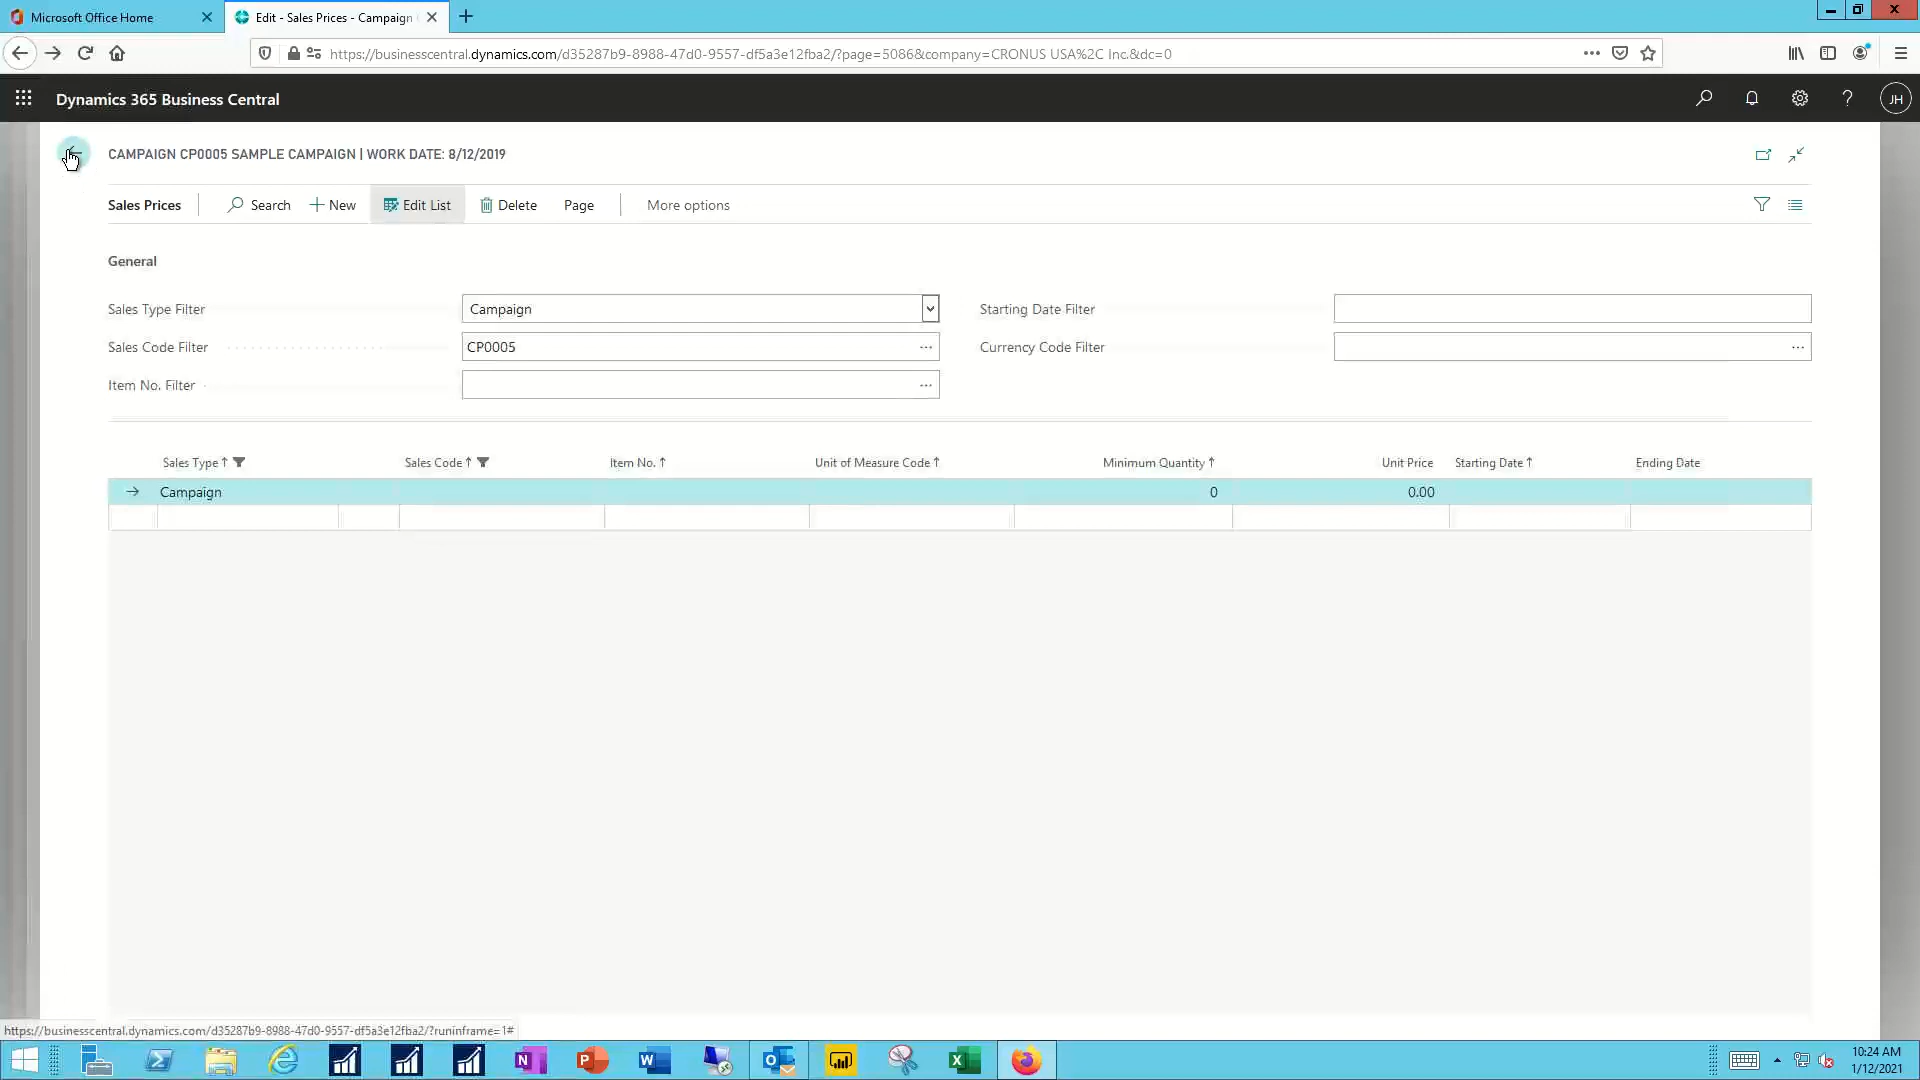 Microsoft Office Home
Edit - Sales Prices - Campaign
https://businesscentral.dynamics.com/d35287b9-8988-47d0-9557-df5a3e12fba2/?page=5086&company=CRONUS USA%2C Inc.&dc=0
Dynamics 365 Business Central
JH
CAMPAIGN CP0005 SAMPLE CAMPAIGN | WORK DATE: 8/12/2019
Sales Prices Search New Edit List Delete Page More options
General
Sales Type Filter Campaign Starting Date Filter
Sales Code Filter CP0005 Currency Code Filter
Item No. Filter
Sales Type Sales Code Item No. Unit of Measure Code Minimum Quantity Unit Price Starting Date Ending Date
Campaign 0 0.00
https://businesscentral.dynamics.com/d35287b9-8988-47d0-9557-df5a3e12fba2/?runinframe=1#
10:24 AM
1/12/2021